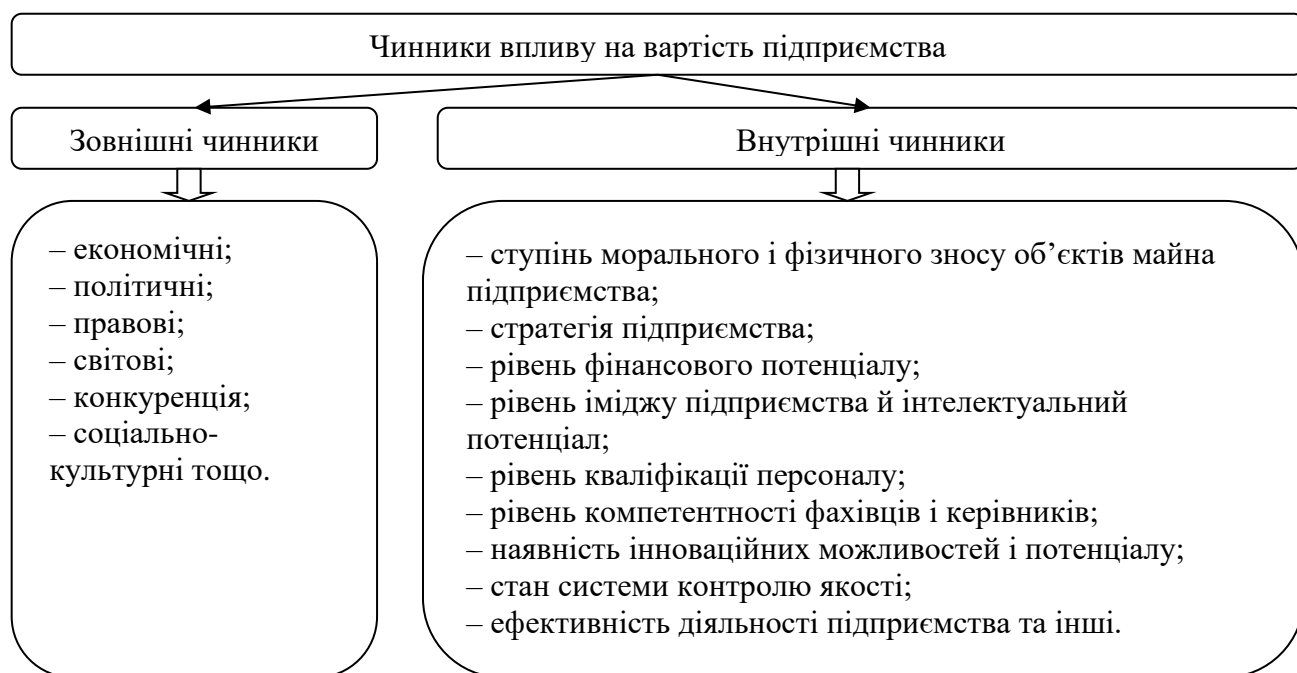 Чинники впливу на вартість підприємства
Зовнішні чинники
Внутрішні чинники
– економічні;
– політичні;
– правові;
– світові;
– конкуренція;
– соціально-
культурні тощо.
– ступінь морального і фізичного зносу об’єктів майна
підприємства;
– стратегія підприємства;
– рівень фінансового потенціалу;
– рівень іміджу підприємства й інтелектуальний
потенціал;
– рівень кваліфікації персоналу;
– рівень компетентності фахівців і керівників;
– наявність інноваційних можливостей і потенціалу;
– стан системи контролю якості;
– ефективність діяльності підприємства та інші.